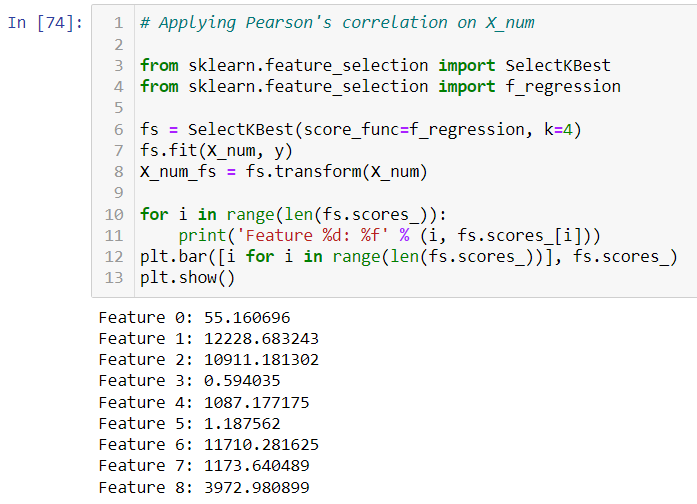 In [74]:
1 # Applying Pearson's correlation on X_num
2
3 from sklearn.feature_selection import SelectKBest
4 from sklearn.feature_selection import f_regression
5
6 fs = SelectKBest(score_func=f_regression, k=4)
7 fs.fit(X_num, y)
8 X_num_fs = fs.transform(X_num)
9
10 for i in range(len(fs.scores_)):
11     print('Feature %d: %f' % (i, fs.scores_[i]))
12 plt.bar([i for i in range(len(fs.scores_))], fs.scores_)
13 plt.show()
Feature 0: 55.160696
Feature 1: 12228.683243
Feature 2: 10911.181302
Feature 3: 0.594035
Feature 4: 1087.177175
Feature 5: 1.187562
Feature 6: 11710.281625
Feature 7: 1173.640489
Feature 8: 3972.980899